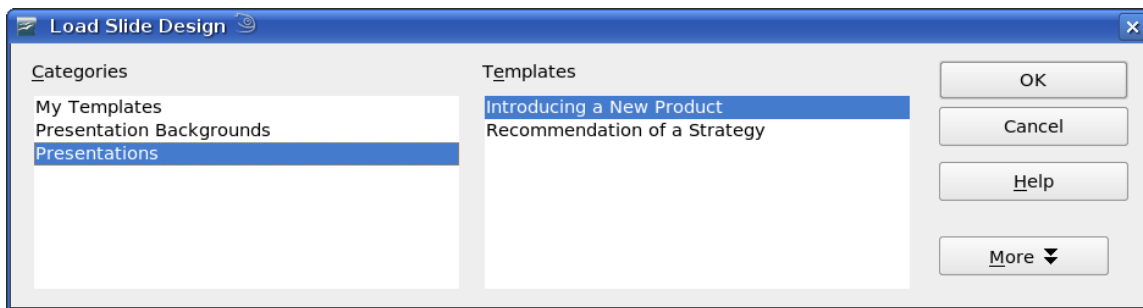 Load Slide Design
Categories
My Templates
Presentation Backgrounds
Presentations
Templates
Introducing a New Product
Recommendation of a Strategy
OK
Cancel
Help
More